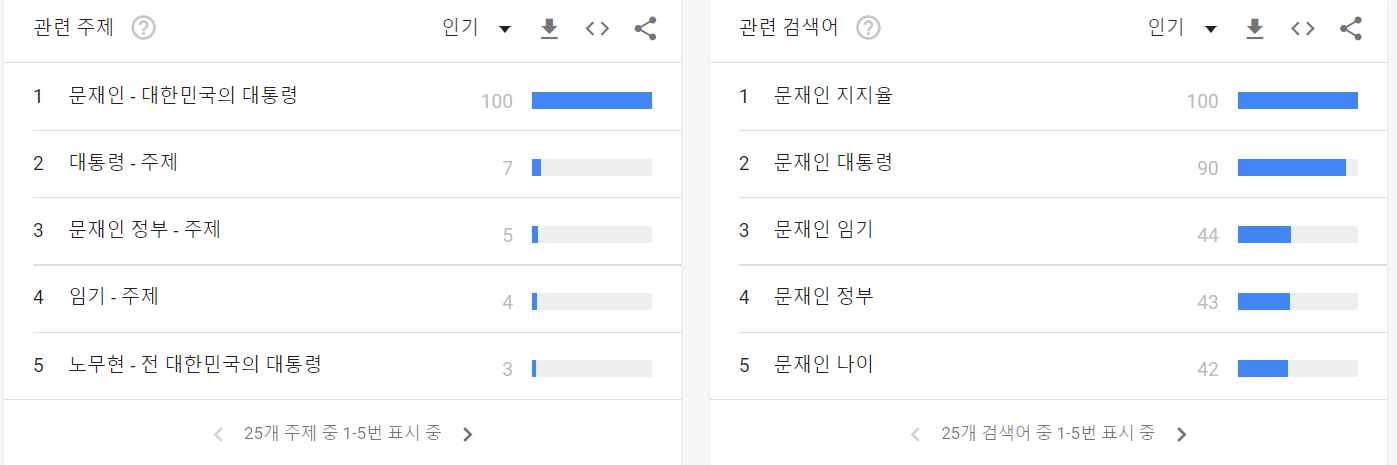 관련 주제
인기
1 문재인 - 대한민국의 대통령 100
2 대통령 - 주제 7
3 문재인 정부 - 주제 5
4 임기 - 주제 4
5 노무현 - 전 대한민국의 대통령 3
25개 주제 중 1-5번 표시 중
관련 검색어
인기
1 문재인 지지율 100
2 문재인 대통령 90
3 문재인 임기 44
4 문재인 정부 43
5 문재인 나이 42
25개 검색어 중 1-5번 표시 중